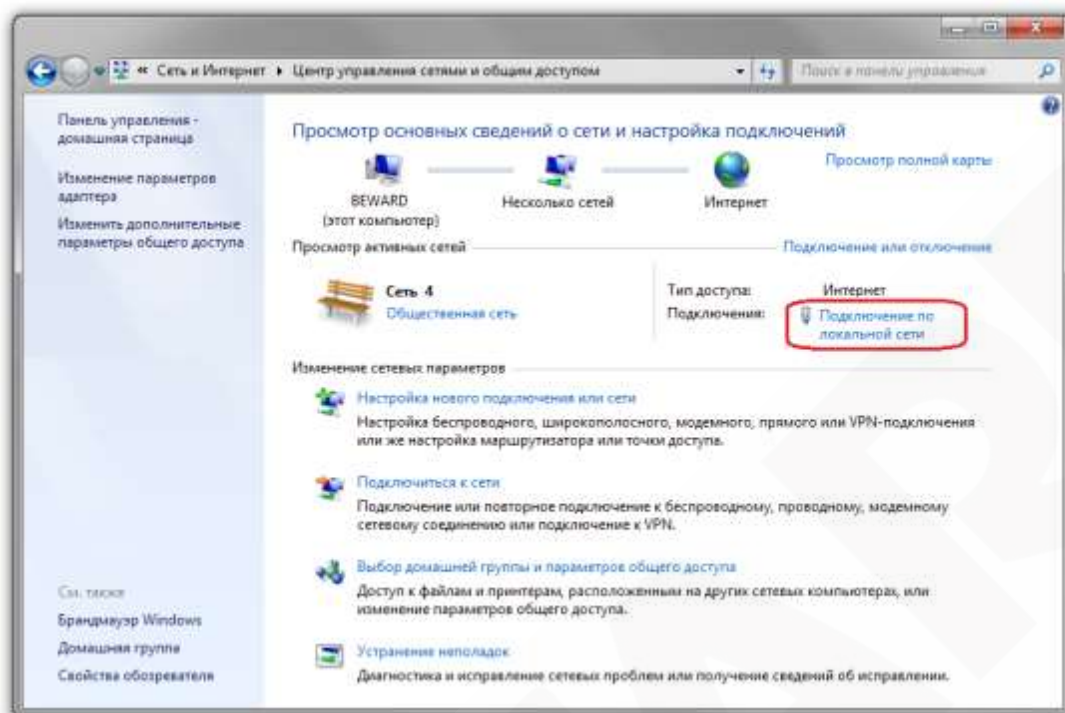 « Сеть и Интернет ▸ Центр управления сетями и общим доступом
Поиск в панели управления
Панель управления -
домашняя страница
Изменение параметров
адаптера
Изменить дополнительные
параметры общего доступа
См. также
Брандмауэр Windows
Домашняя группа
Свойства обозревателя
Просмотр основных сведений о сети и настройка подключений
Просмотр полной карты
BEWARD
(этот компьютер)
Несколько сетей
Интернет
Просмотр активных сетей
Подключение или отключение
Сеть 4
Общественная сеть
Тип доступа: Интернет
Подключения: Подключение по
локальной сети
Изменение сетевых параметров
Настройка нового подключения или сети
Настройка беспроводного, широкополосного, модемного, прямого или VPN-подключения
или же настройка маршрутизатора или точки доступа.
Подключиться к сети
Подключение или повторное подключение к беспроводному, проводному, модемному
сетевому соединению или подключение к VPN.
Выбор домашней группы и параметров общего доступа
Доступ к файлам и принтерам, расположенным на других сетевых компьютерах, или
изменение параметров общего доступа.
Устранение неполадок
Диагностика и исправление сетевых проблем или получение сведений об исправлении.